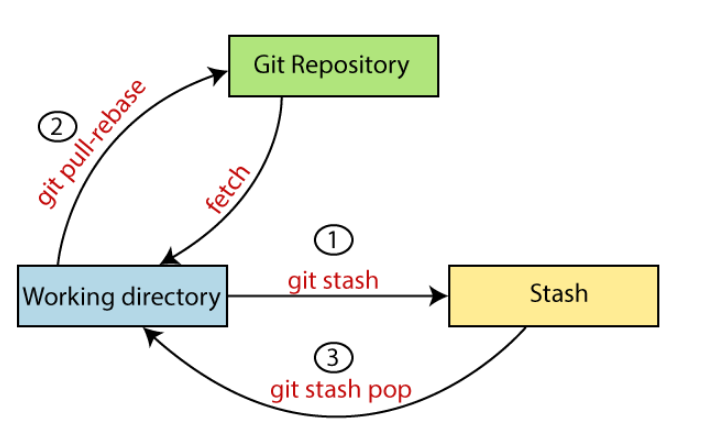 Git Repository
2
git pull-rebase
fetch
1
git stash
Working directory
Stash
3
git stash pop